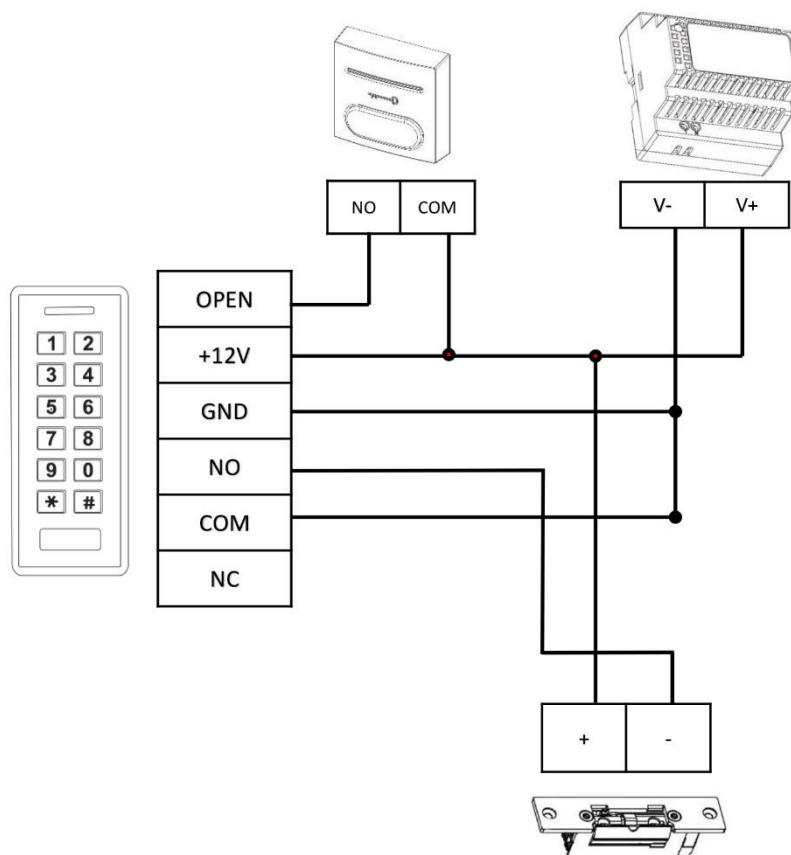 NO COM
V- V+
OPEN
+12V
GND
NO
COM
NC
1 2
3 4
5 6
7 8
9 0
* #
+ -